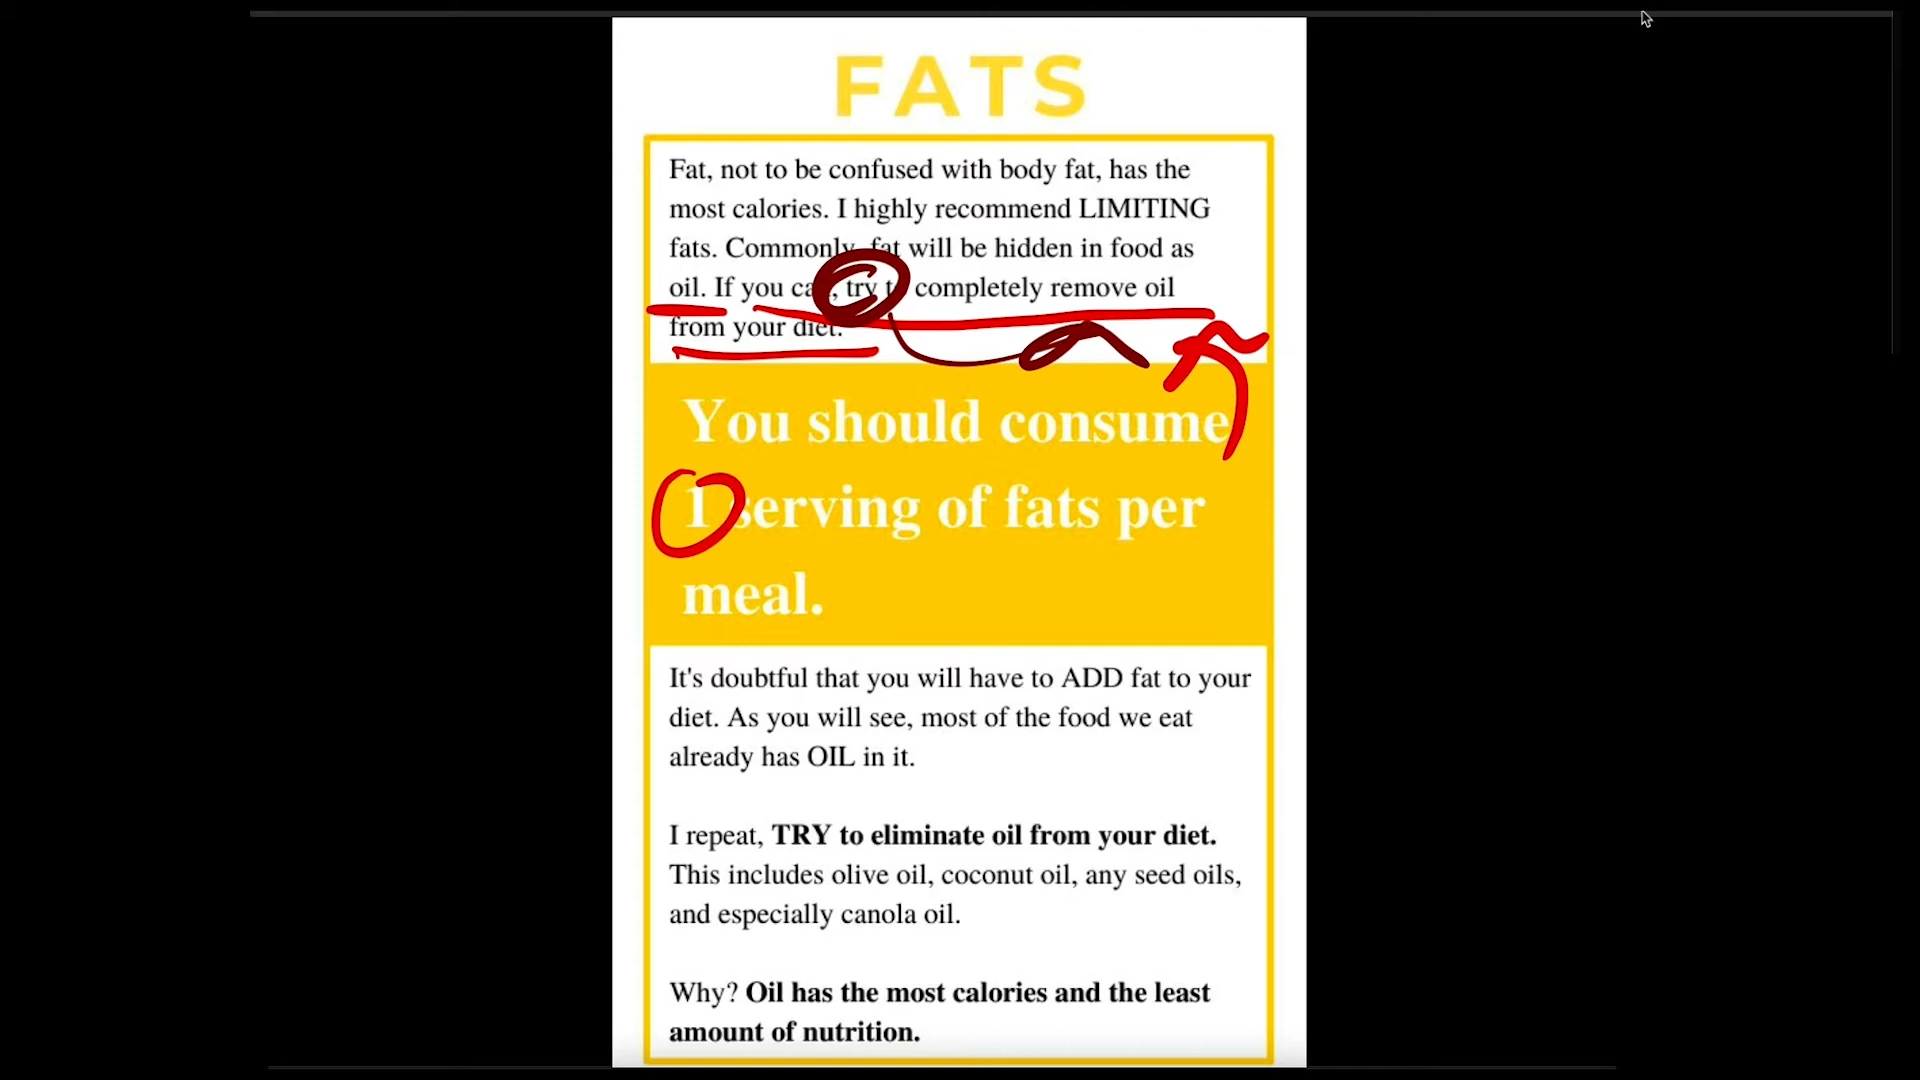 FATS
Fat, not to be confused with body fat, has the
most calories. I highly recommend LIMITING
fats. Commonly, fat will be hidden in food as
oil. If you can, try to completely remove oil
from your diet.
You should consume
1 serving of fats per
meal.
It's doubtful that you will have to ADD fat to your
diet. As you will see, most of the food we eat
already has OIL in it.
I repeat, TRY to eliminate oil from your diet.
This includes olive oil, coconut oil, any seed oils,
and especially canola oil.
Why? Oil has the most calories and the least
amount of nutrition.